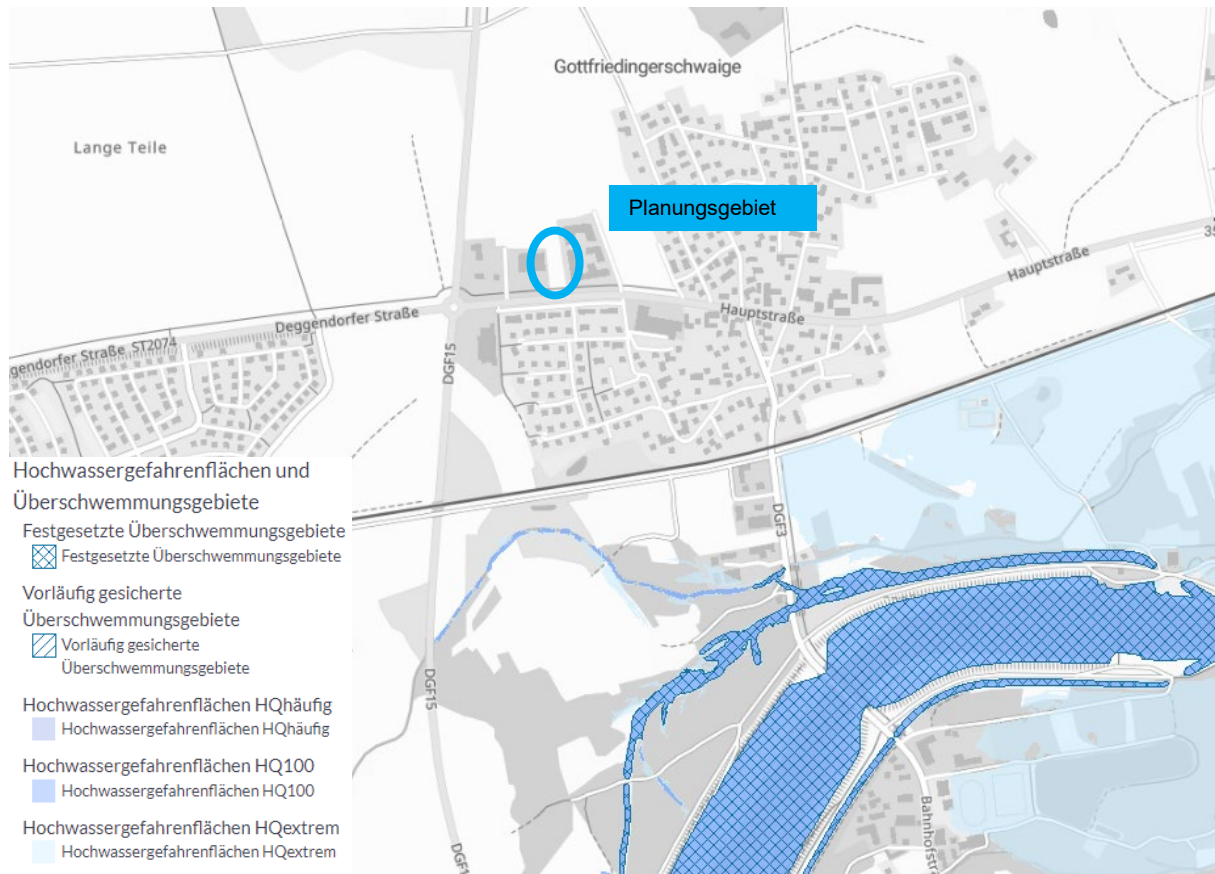 Gottfriedingerschwaige
Lange Teile
Planungsgebiet
Hauptstraße
Hauptstraße
Deggendorfer Straße
gendorfer Straße ST2074
DGF15
DGF3
DGF15
Bahnhofstr
Hochwassergefahrenflächen und
Überschwemmungsgebiete
Festgesetzte Überschwemmungsgebiete
Festgesetzte Überschwemmungsgebiete
Vorläufig gesicherte
Überschwemmungsgebiete
Vorläufig gesicherte
Überschwemmungsgebiete
Hochwassergefahrenflächen HQhäufig
Hochwassergefahrenflächen HQhäufig
Hochwassergefahrenflächen HQ100
Hochwassergefahrenflächen HQ100
Hochwassergefahrenflächen HQextrem
Hochwassergefahrenflächen HQextrem